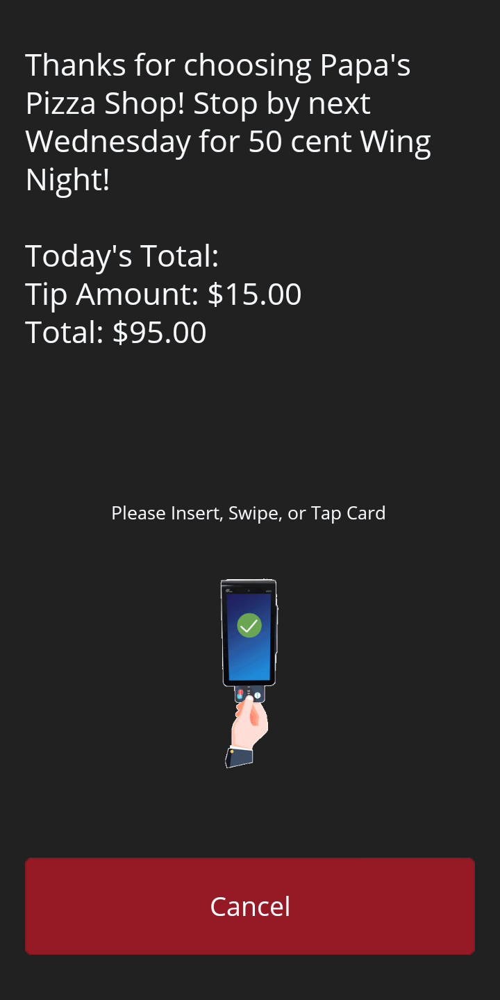 Thanks for choosing Papa's
Pizza Shop! Stop by next
Wednesday for 50 cent Wing
Night!
Today's Total:
Tip Amount: $15.00
Total: $95.00
Please Insert, Swipe, or Tap Card
Cancel